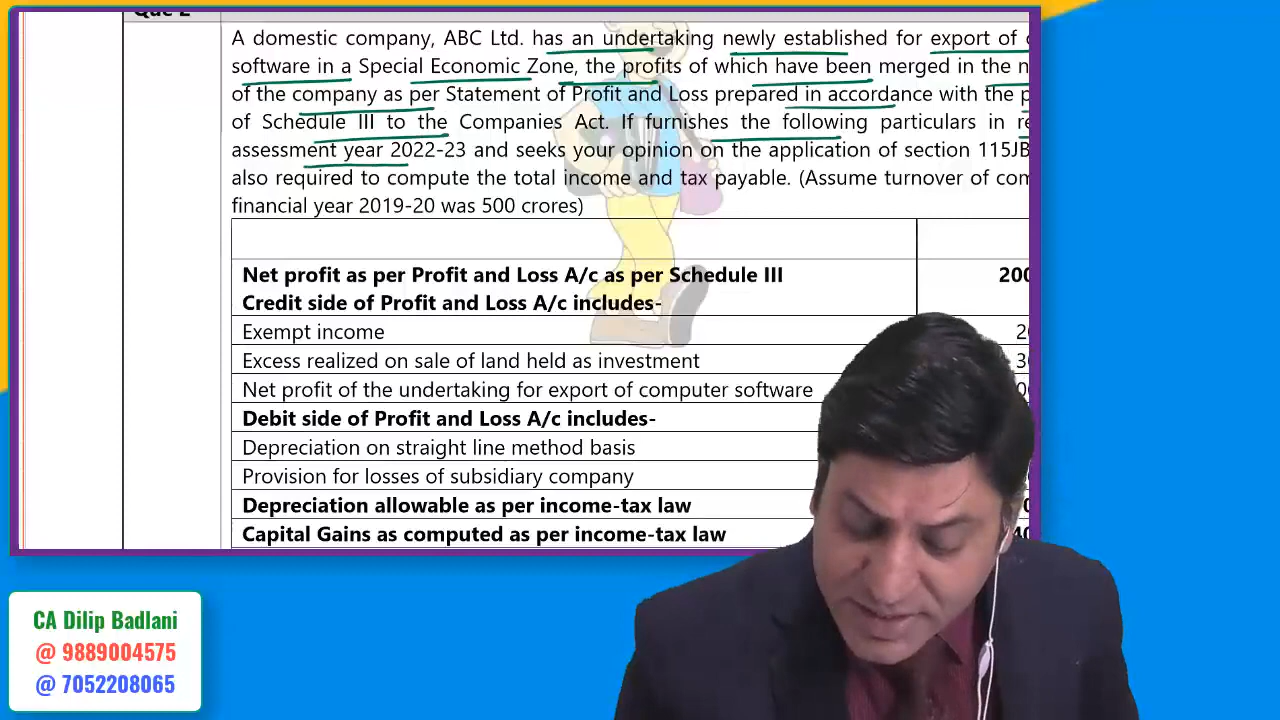 Que 2
A domestic company, ABC Ltd. has an undertaking newly established for export of
software in a Special Economic Zone, the profits of which have been merged in the
of the company as per Statement of Profit and Loss prepared in accordance with the
of Schedule III to the Companies Act. If furnishes the following particulars in
assessment year 2022-23 and seeks your opinion on the application of section 115JB
also required to compute the total income and tax payable. (Assume turnover of
financial year 2019-20 was 500 crores)
Net profit as per Profit and Loss A/c as per Schedule III 200
Credit side of Profit and Loss A/c includes-
Exempt income
Excess realized on sale of land held as investment
Net profit of the undertaking for export of computer software
Debit side of Profit and Loss A/c includes-
Depreciation on straight line method basis
Provision for losses of subsidiary company
Depreciation allowable as per income-tax law
Capital Gains as computed as per income-tax law
CA Dilip Badlani
@ 9889004575
@ 7052208065